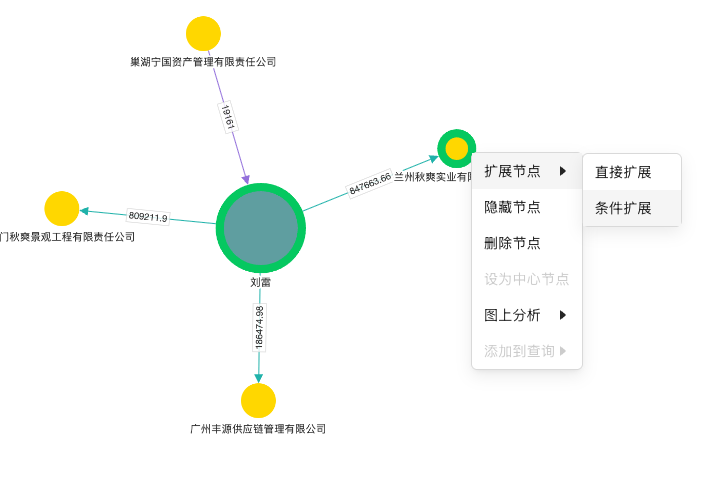 巢湖宁国资产管理有限责任公司
19161
847663.66
兰州秋爽实业有限
扩展节点
直接扩展
隐藏节点
条件扩展
809211.9
门秋爽景观工程有限责任公司
删除节点
刘雷
设为中心节点
186474.98
图上分析
添加到查询
广州丰源供应链管理有限公司